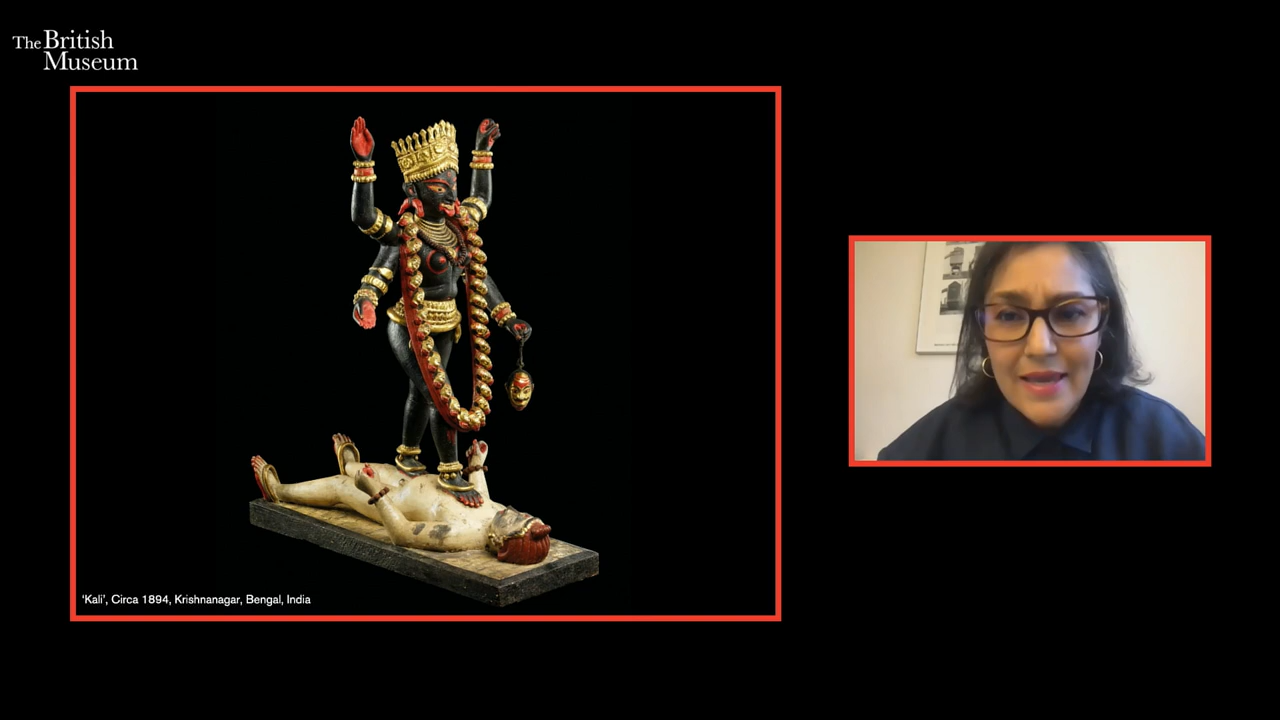 The British
Museum
'Kali', Circa 1894, Krishnanagar, Bengal, India